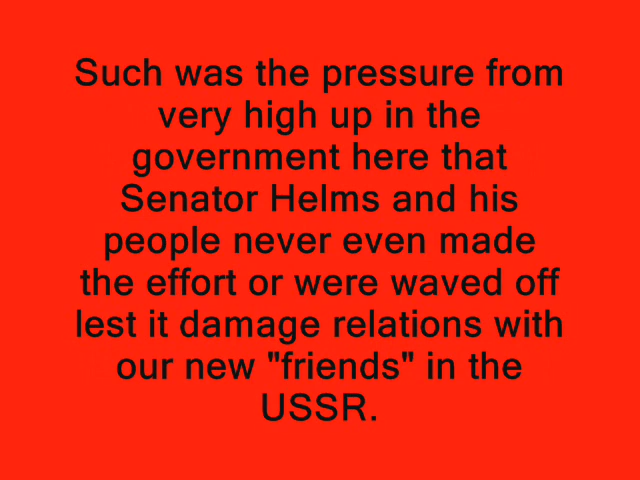 Such was the pressure from
very high up in the
government here that
Senator Helms and his
people never even made
the effort or were waved off
lest it damage relations with
our new "friends" in the
USSR.